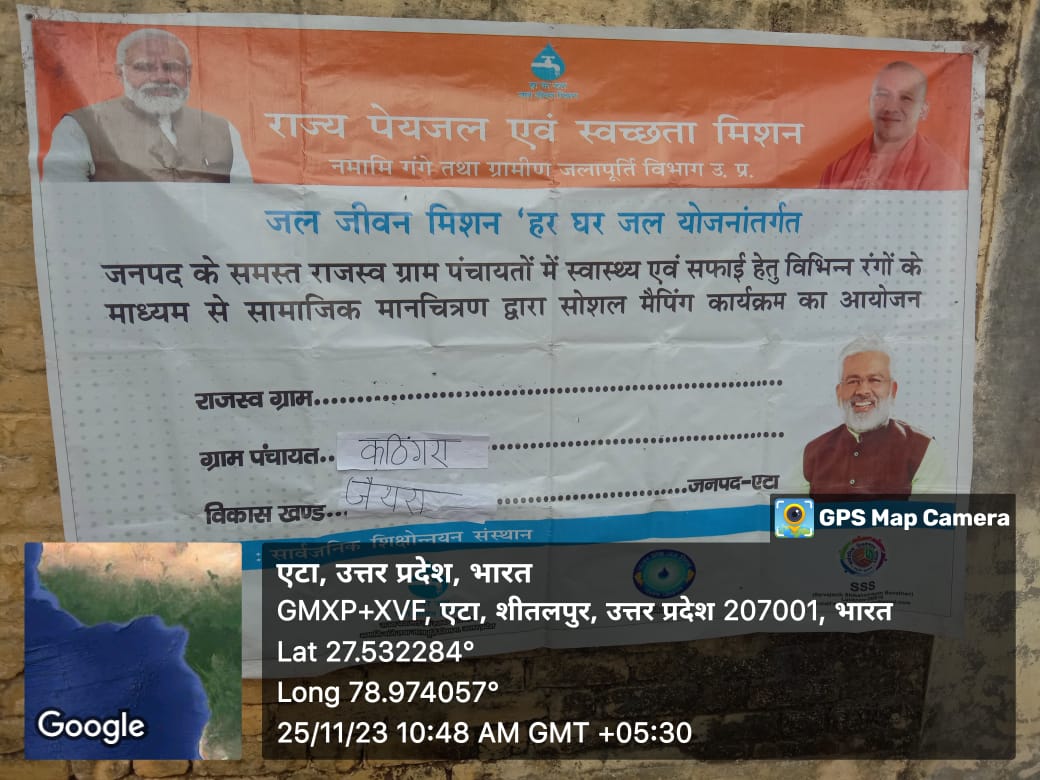 राज्य पेयजल एवं स्वच्छता मिशन
नमामि गंगे तथा ग्रामीण जलापूर्ति विभाग उ. प्र.
जल जीवन मिशन ‘हर घर जल योजनांतर्गत
जनपद के समस्त राजस्व ग्राम पंचायतों में स्वास्थ्य एवं सफाई हेतु विभिन्न रंगों के
माध्यम से सामाजिक मानचित्रण द्वारा सोशल मैपिंग कार्यक्रम का आयोजन
राजस्व ग्राम
ग्राम पंचायत.. कठिंगरा
विकास खण्ड... जनपद-एटा
सार्वजनिक शिक्षोन्नयन संस्थान
SSS
GPS Map Camera
एटा, उत्तर प्रदेश, भारत
GMXP+XVF, एटा, शीतलपुर, उत्तर प्रदेश 207001, भारत
Lat 27.532284°
Long 78.974057°
25/11/23 10:48 AM GMT +05:30
Google